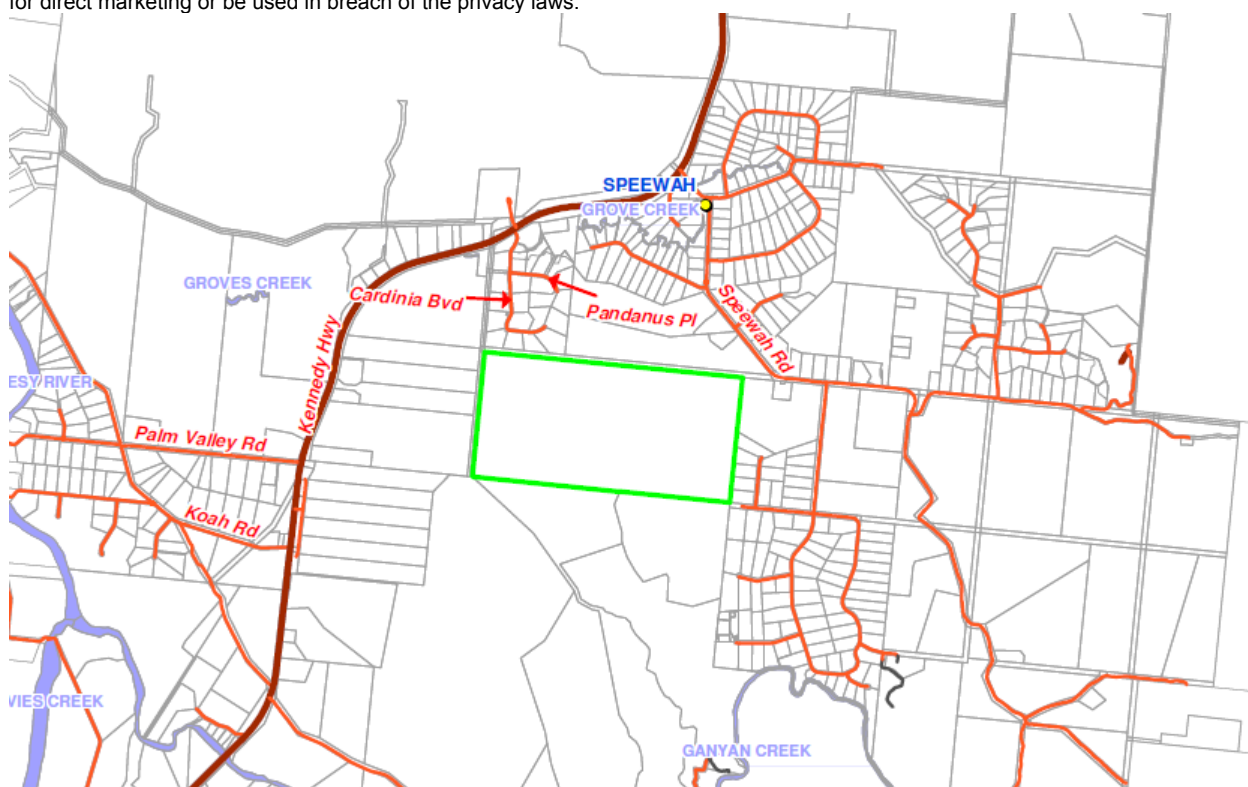 for direct marketing or be used in breach of the privacy laws.
SPEEWAH
GROVE CREEK
GROVES CREEK
Cardinia Bvd
Pandanus Pl
Speewah Rd
Kennedy Hwy
ESY RIVER
Palm Valley Rd
Koah Rd
VIES CREEK
GANYAN CREEK